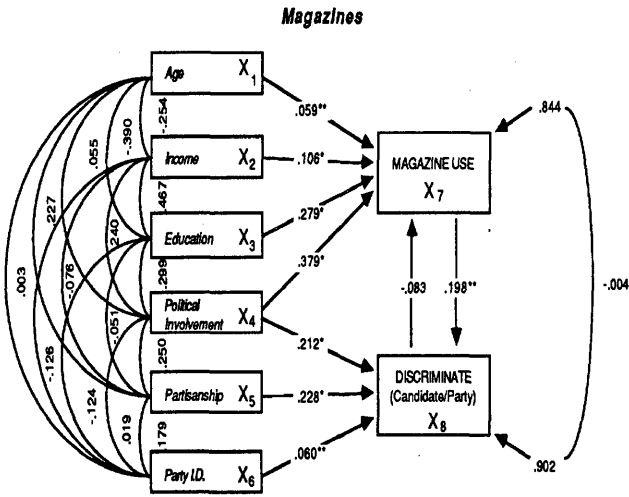 Magazines
Age X1
Income X2
Education X3
Political
Involvement X4
Partisanship X5
Party I.D. X6
MAGAZINE USE
X7
DISCRIMINATE
(Candidate/Party)
X8
.059**
.106*
.279*
.379*
.212*
.228*
.060**
-.083
.198**
.844
-.004
.902
-.254
-.390
.055
.467
.227
.240
.003
-.076
.299
-.051
.250
-.126
-.124
.019
.179